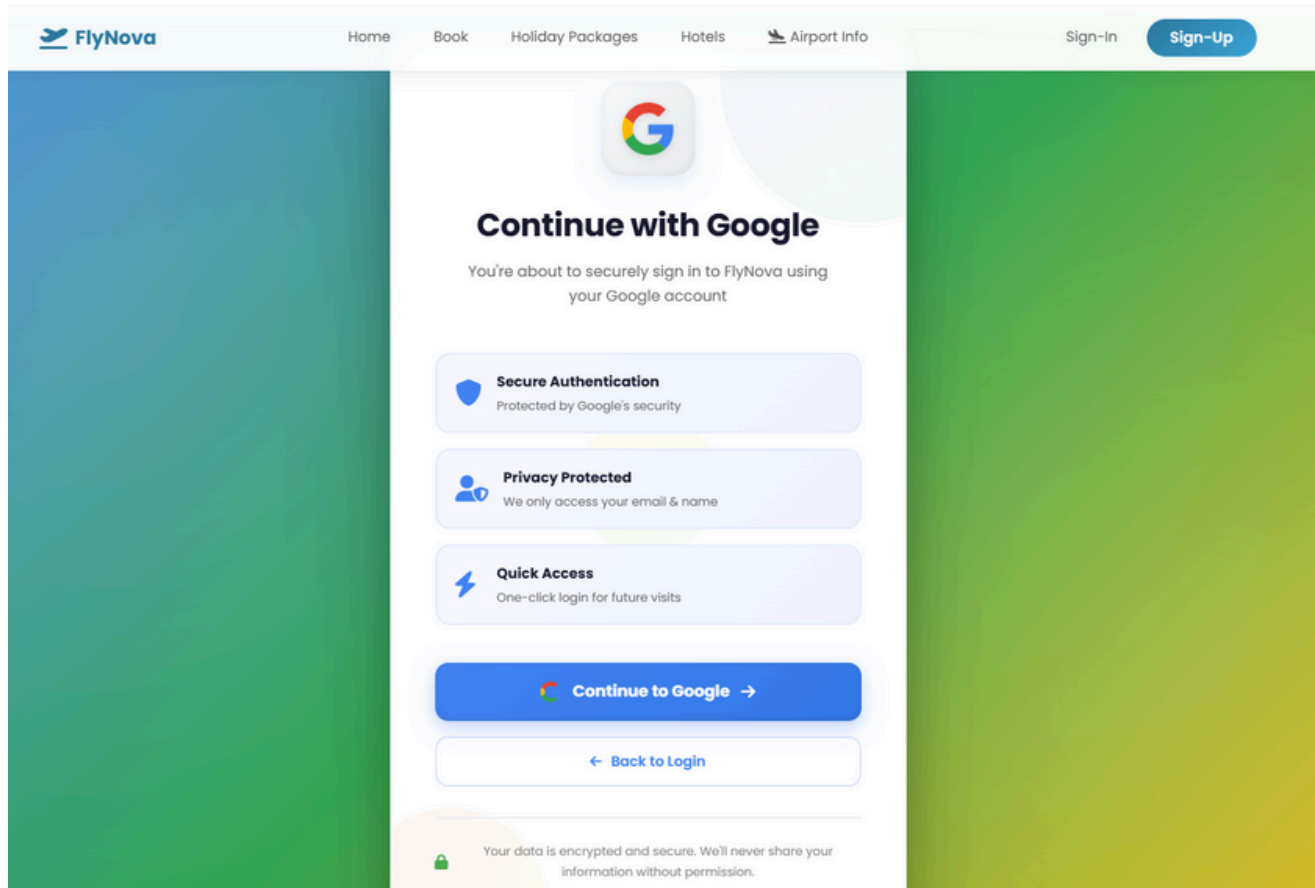 FlyNova
Home Book Holiday Packages Hotels Airport Info Sign-In Sign-Up
Continue with Google
You're about to securely sign in to FlyNova using
your Google account
Secure Authentication
Protected by Google's security
Privacy Protected
We only access your email & name
Quick Access
One-click login for future visits
Continue to Google →
← Back to Login
Your data is encrypted and secure. We'll never share your
information without permission.